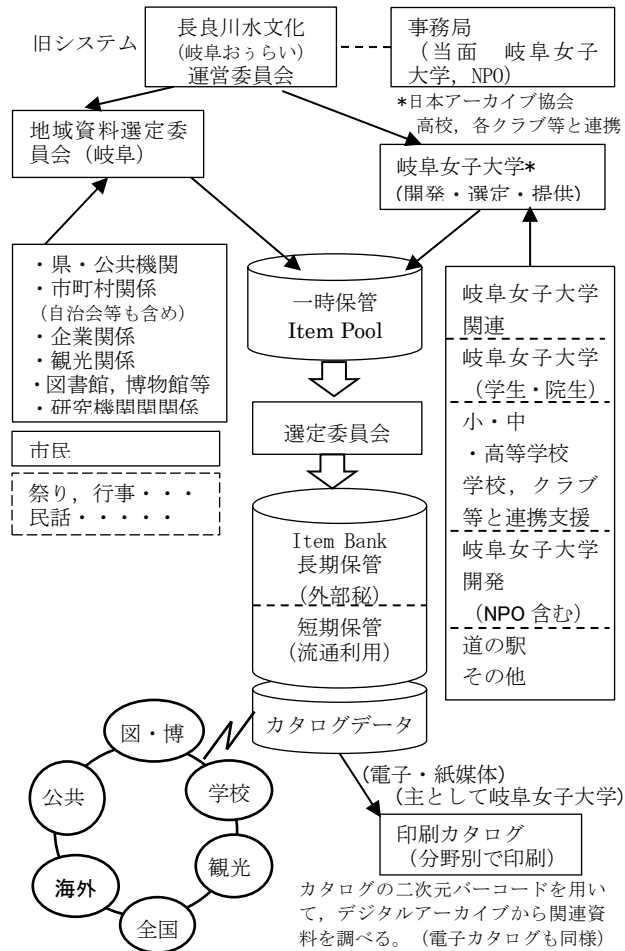 旧システム
長良川水文化
(岐阜おぅらい)
運営委員会
事務局
(当面 岐阜女子
大学, NPO)
*日本アーカイブ協会
高校，各クラブ等と連携
地域資料選定委
員会（岐阜）
岐阜女子大学*
(開発・選定・提供)
・県・公共機関
・市町村関係
(自治会等も含め)
・企業関係
・観光関係
・図書館，博物館等
・研究機関関関係
市民
祭り，行事・・・
民話・・・・・
一時保管
Item Pool
選定委員会
Item Bank
長期保管
(外部秘)
短期保管
(流通利用)
カタログデータ
岐阜女子大学
関連
岐阜女子大学
(学生・院生)
小・中
・高等学校
学校，クラブ
等と連携支援
岐阜女子大学
開発
(NPO 含む)
道の駅
その他
図・博
公共
学校
海外
観光
全国
(電子・紙媒体)
(主として岐阜女子大学)
印刷カタログ
(分野別で印刷)
カタログの二次元バーコードを用い
て，デジタルアーカイブから関連資
料を調べる。（電子カタログも同様）